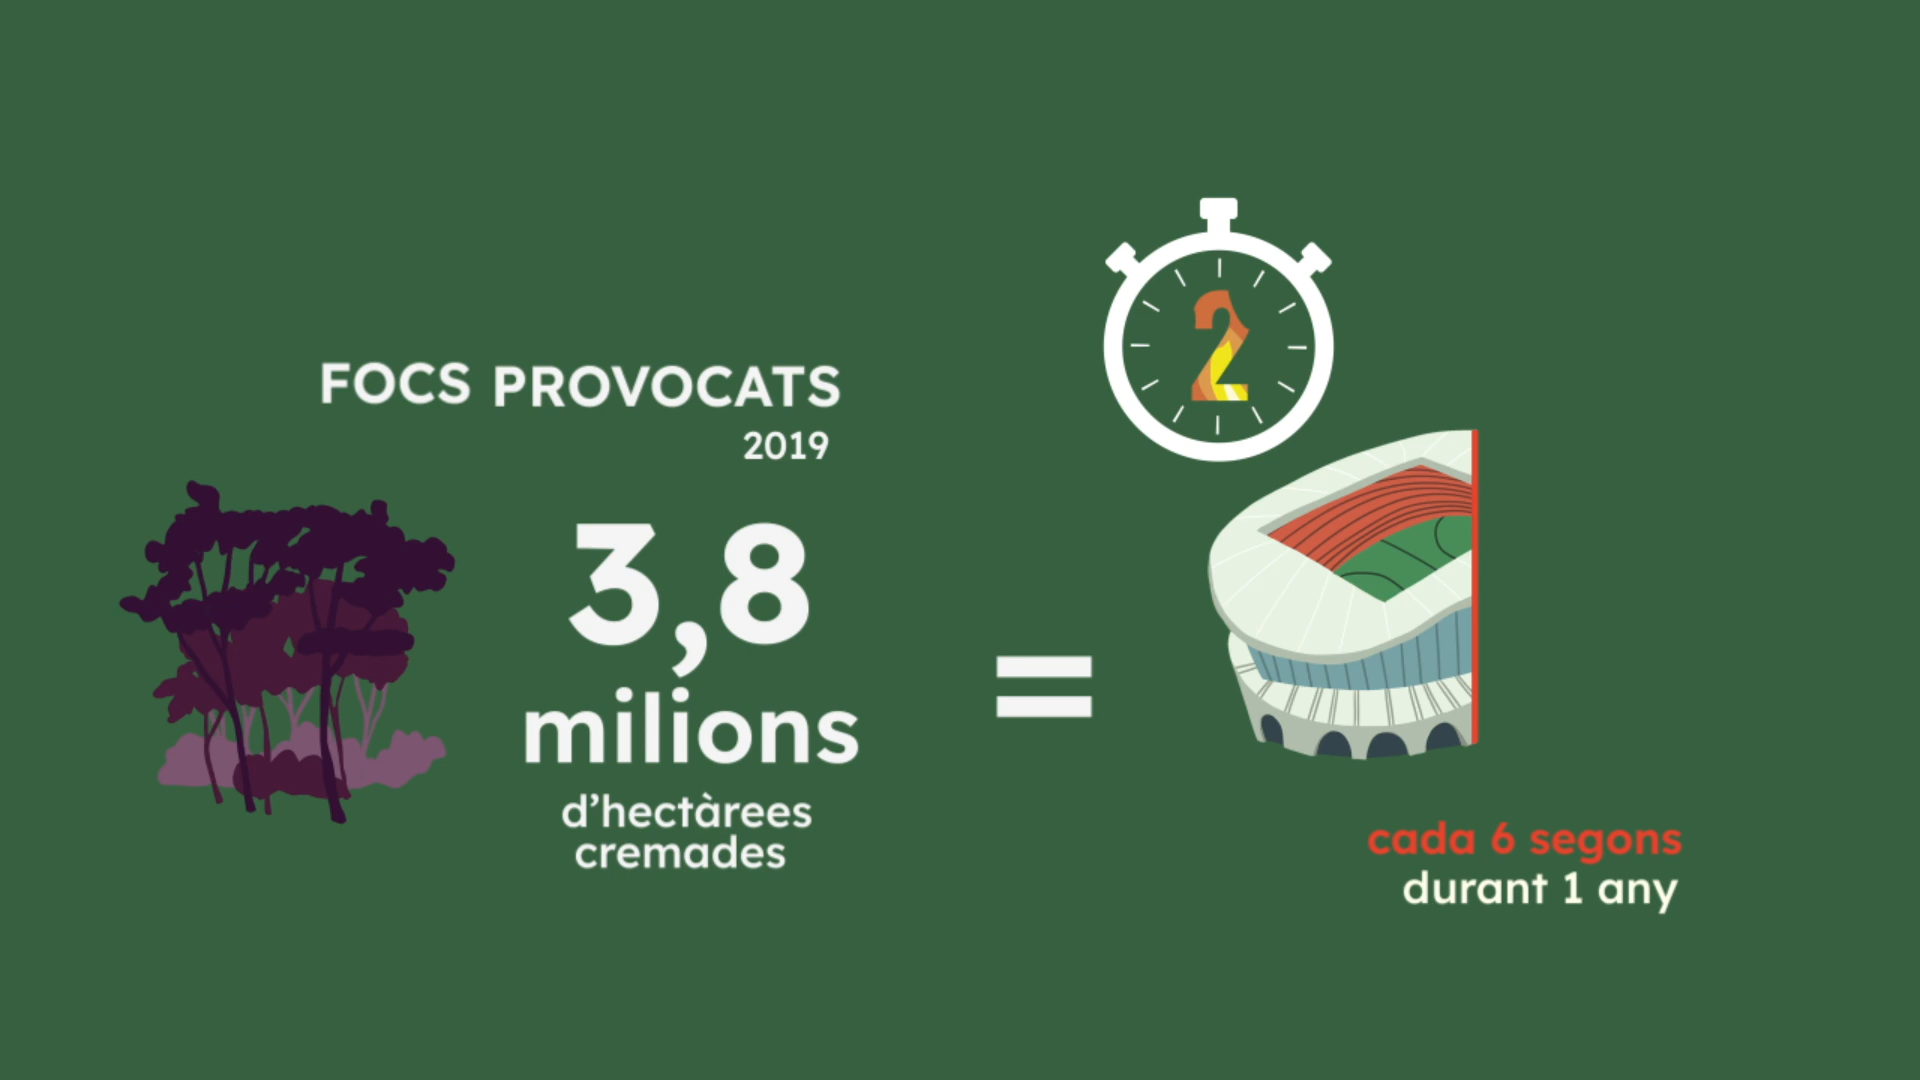 FOCS PROVOCATS
2019
3,8
milions
d’hectàrees
cremades
=
2
cada 6 segons
durant 1 any